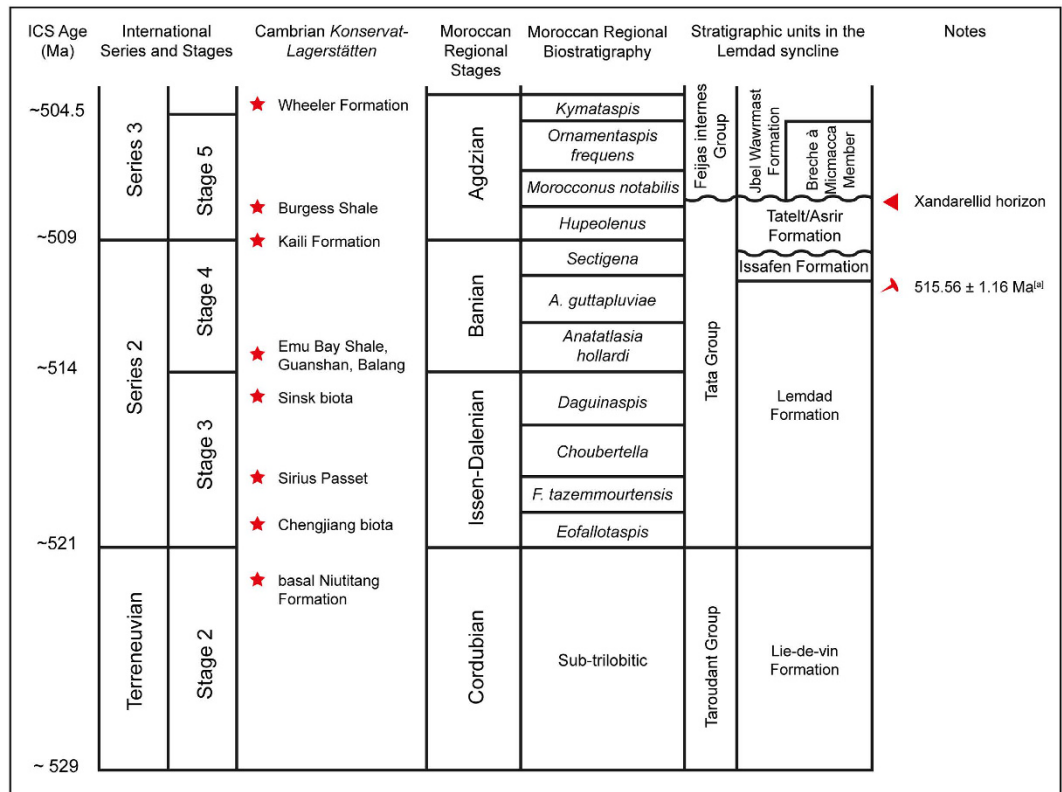 ICS Age
(Ma)
International
Series and Stages
Cambrian Konservat-
Lagerstätten
Moroccan
Regional
Stages
Moroccan Regional
Biostratigraphy
Stratigraphic units in the
Lemdad syncline
Notes
~504.5
~509
~514
~521
~ 529
Series 3
Series 2
Terreneuvian
Stage 5
Stage 4
Stage 3
Stage 2
Wheeler Formation
Burgess Shale
Kaili Formation
Emu Bay Shale,
Guanshan, Balang
Sinsk biota
Sirius Passet
Chengjiang biota
basal Niutitang
Formation
Agdzian
Banian
Issen-Dalenian
Cordubian
Kymataspis
Ornamentaspis
frequens
Morocconus notabilis
Hupeolenus
Sectigena
A. guttapluviae
Anatatlasia
hollardi
Daguinaspis
Choubertella
F. tazemmourtensis
Eofallotaspis
Sub-trilobitic
Feijas internes
Group
Tata Group
Taroudant Group
Jbel Wawrmast
Formation
Breche à
Micmacca
Member
Tatelt/Asrir
Formation
Issafen Formation
Lemdad
Formation
Lie-de-vin
Formation
Xandarellid horizon
515.56 ± 1.16 Ma[a]